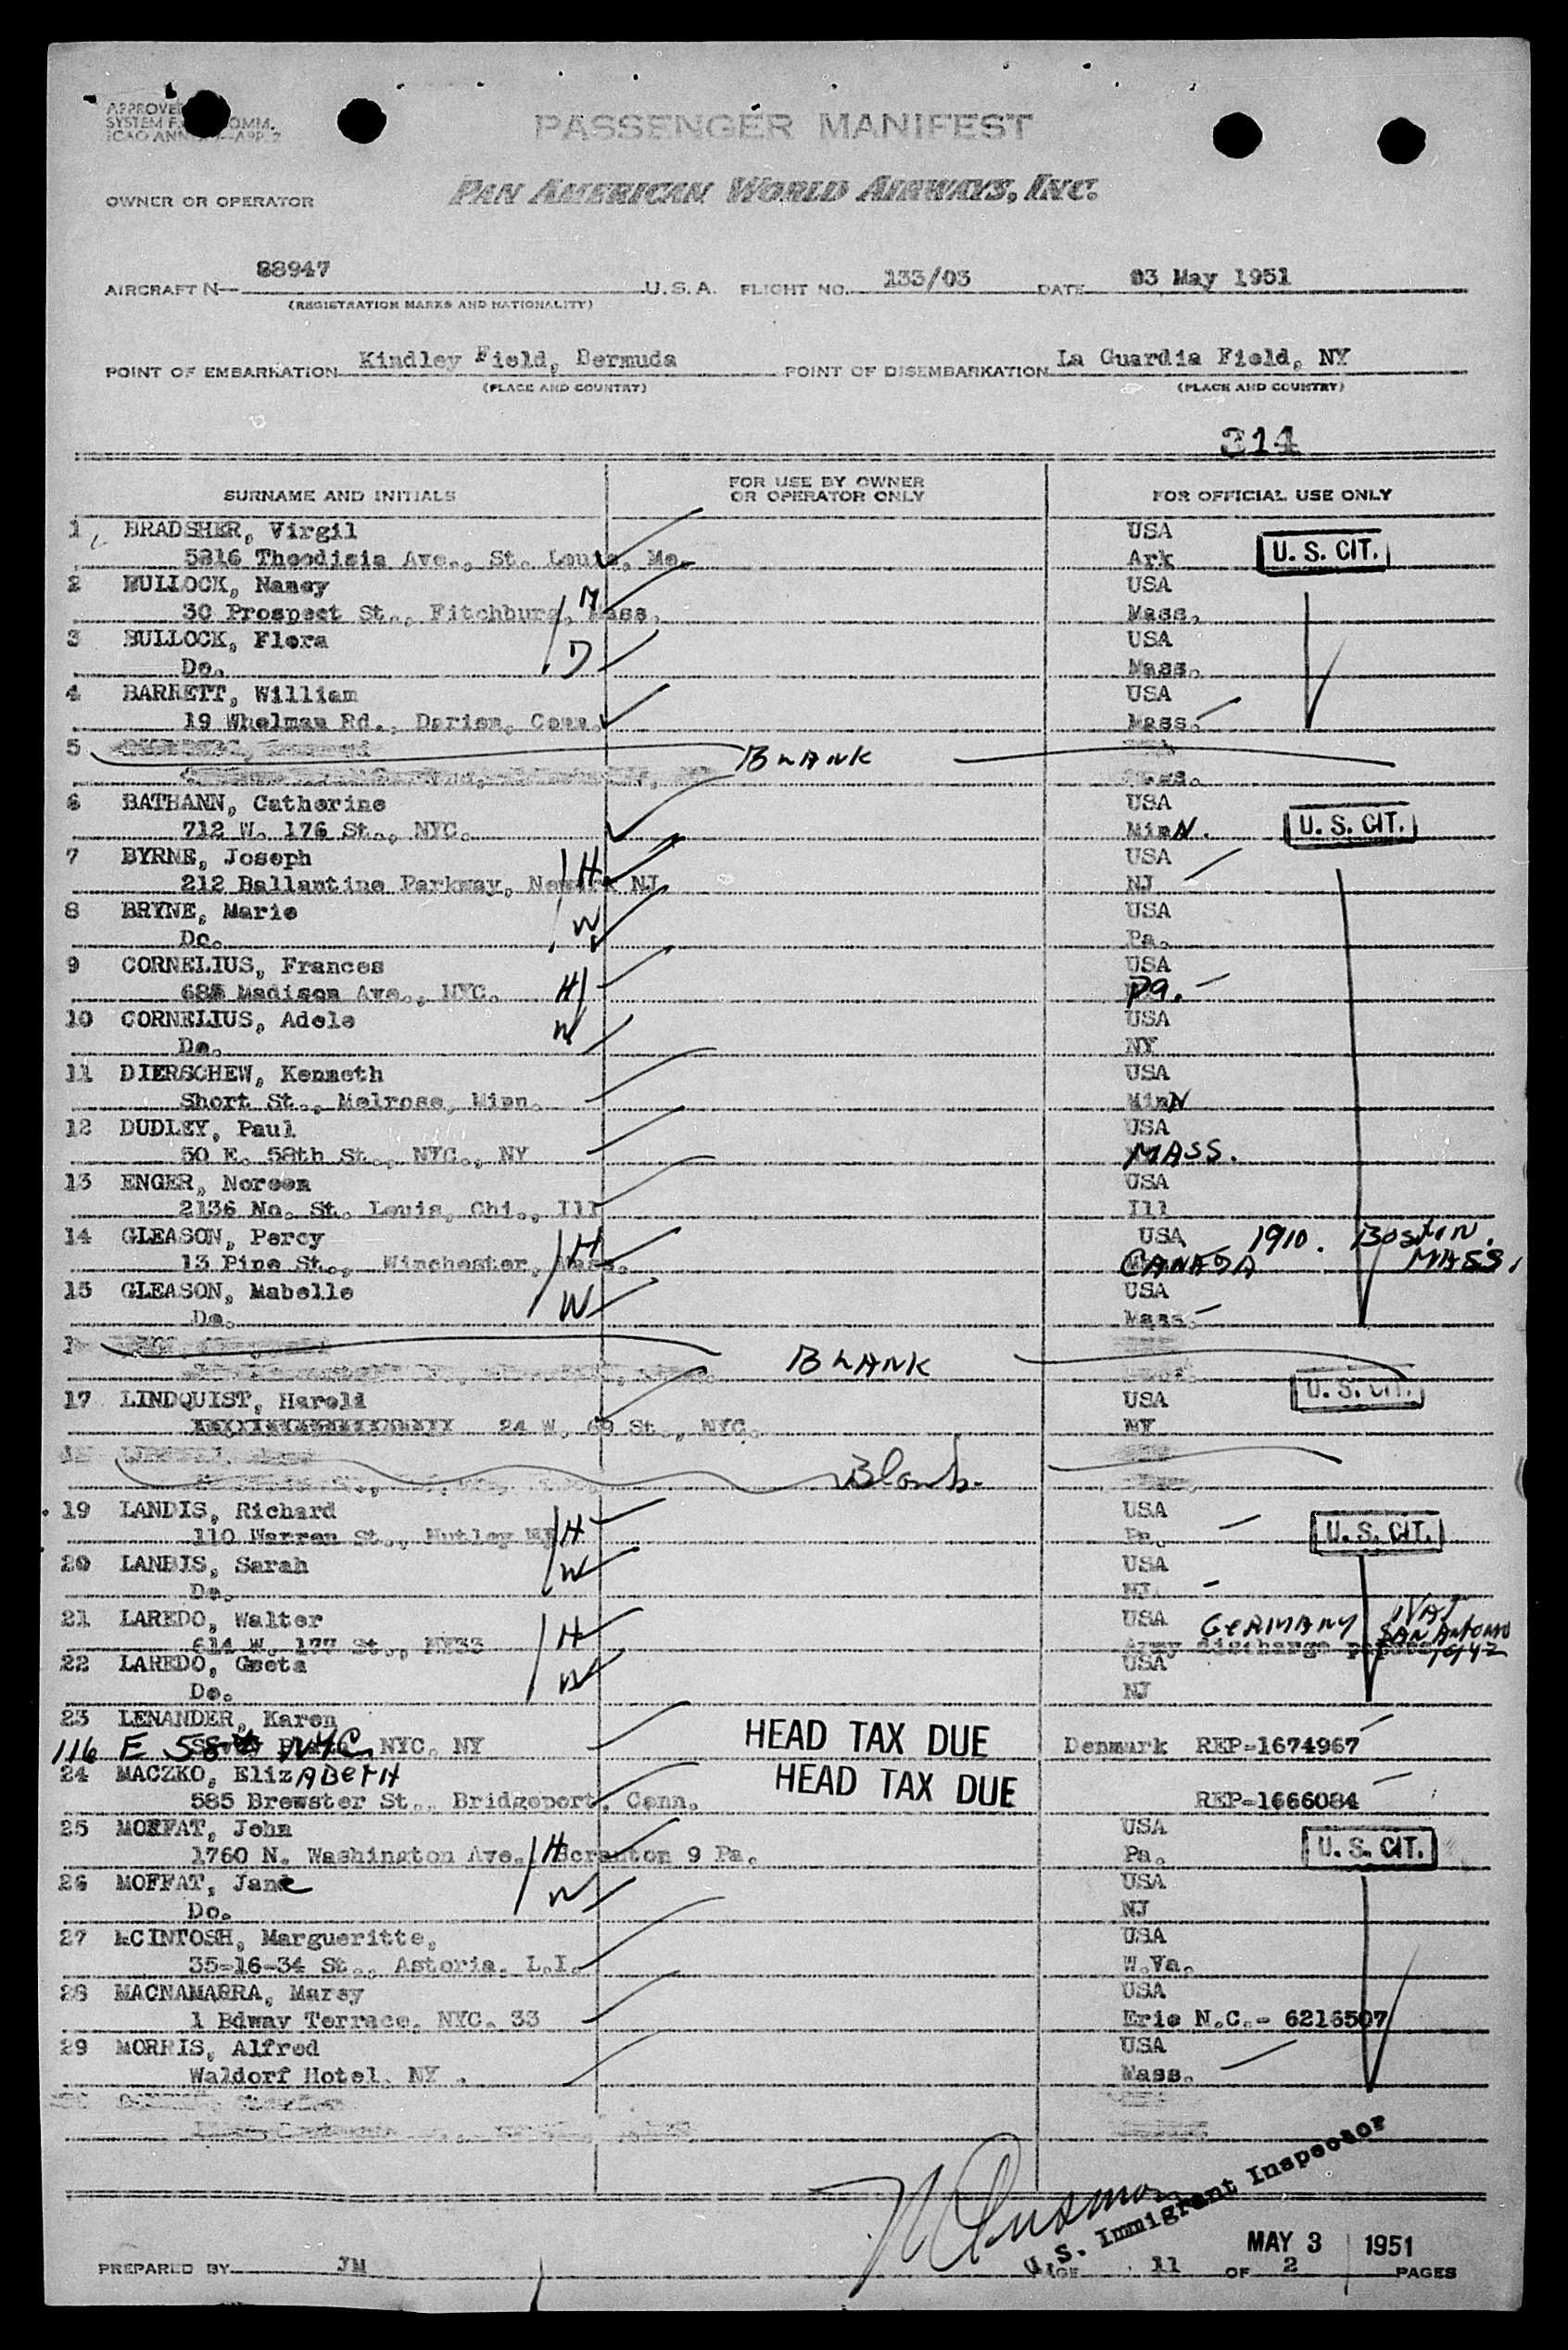 PASSENGER MANIFEST
PAN AMERICAN WORLD AIRWAYS, INC.
OWNER OR OPERATOR
88947
AIRCRAFT N— U.S.A. FLIGHT NO. 133/03 DATE 03 May 1951
(REGISTRATION MARKS AND NATIONALITY)
POINT OF EMBARKATION Kindley Field, Bermuda POINT OF DISEMBARKATION La Guardia Field, NY
(PLACE AND COUNTRY) (PLACE AND COUNTRY)
314
SURNAME AND INITIALS FOR USE BY OWNER OR OPERATOR ONLY FOR OFFICIAL USE ONLY
1 BRADSHER, Virgil USA
5816 Theodisia Ave., St. Louis, Mo. Ark U. S. CIT.
2 BULLOCK, Nancy M USA
30 Prospect St., Fitchburg, Mass. Mass.
3 BULLOCK, Flora USA
Do. D Mass.
4 BARRETT, William USA
19 Whelman Rd., Darien, Conn. Mass.
5 BLANK
6 BATHANN, Catherine USA
712 W. 176 St., NYC. MinN. U. S. CIT.
7 BYRNE, Joseph H USA
212 Ballantine Parkway, Newark NJ NJ
8 BRYNE, Marie W USA
Do. Pa.
9 CORNELIUS, Frances USA
685 Madison Ave., NYC. H Pa.
10 CORNELIUS, Adele W USA
Do. NY
11 DIERSCHEW, Kenneth USA
Short St., Melrose, Minn. MinN
12 DUDLEY, Paul USA
50 E. 58th St., NYC., NY MASS.
13 ENGER, Noreen USA
2136 No. St. Louis, Chi., Ill Ill
14 GLEASON, Percy H USA 1910. Boston.
13 Pine St., Winchester, Mass. CANADA MASS.
15 GLEASON, Mabelle USA
Do. W Mass.
BLANK
17 LINDQUIST, Harold USA U. S. CIT.
24 W. 69 St., NYC. NY
Blank.
19 LANDIS, Richard USA
110 Warren St., Nutley NJ H Pa. U. S. CIT.
20 LANDIS, Sarah W USA
Do. NJ.
21 LAREDO, Walter H USA GERMANY NAT SAN ANTONIO
614 W. 177 St., NY33 Army discharge papers 1942
22 LAREDO, Greta W USA
Do. NJ
23 LENANDER, Karen HEAD TAX DUE
116 E 58th NYC. NYC. NY Denmark REP-1674967
24 MACZKO, ElizABETH HEAD TAX DUE
585 Brewster St., Bridgeport, Conn. REP-1666084
25 MOFFAT, John USA
1760 N. Washington Ave., H Scranton 9 Pa. Pa. U. S. CIT.
26 MOFFAT, Jane W USA
Do. NJ
27 McINTOSH, Margueritte, USA
35-16-34 St., Astoria, L.I. W.Va.
28 MACNAMARRA, Marsy USA
1 Bdway Terrace, NYC. 33 Erie N.C.- 6216507
29 MORRIS, Alfred USA
Waldorf Hotel, NY . Mass.
U.S. Immigrant Inspector
MAY 3 1951
PREPARED BY JM PAGE 11 OF 2 PAGES